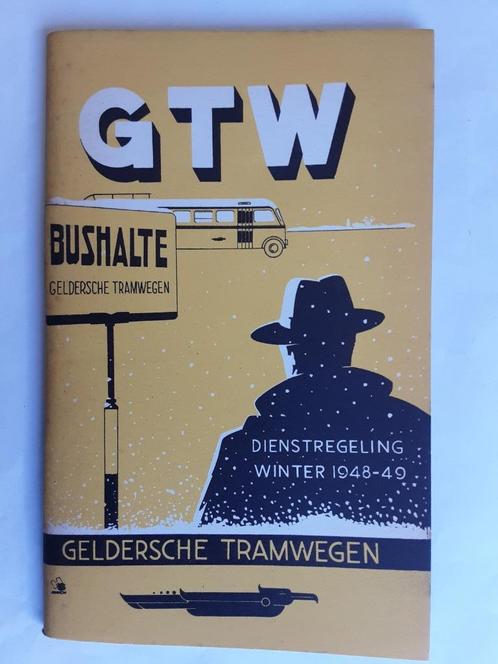 GTW
BUSHALTE
GELDERSCHE TRAMWEGEN
DIENSTREGELING
WINTER 1948-49
GELDERSCHE TRAMWEGEN